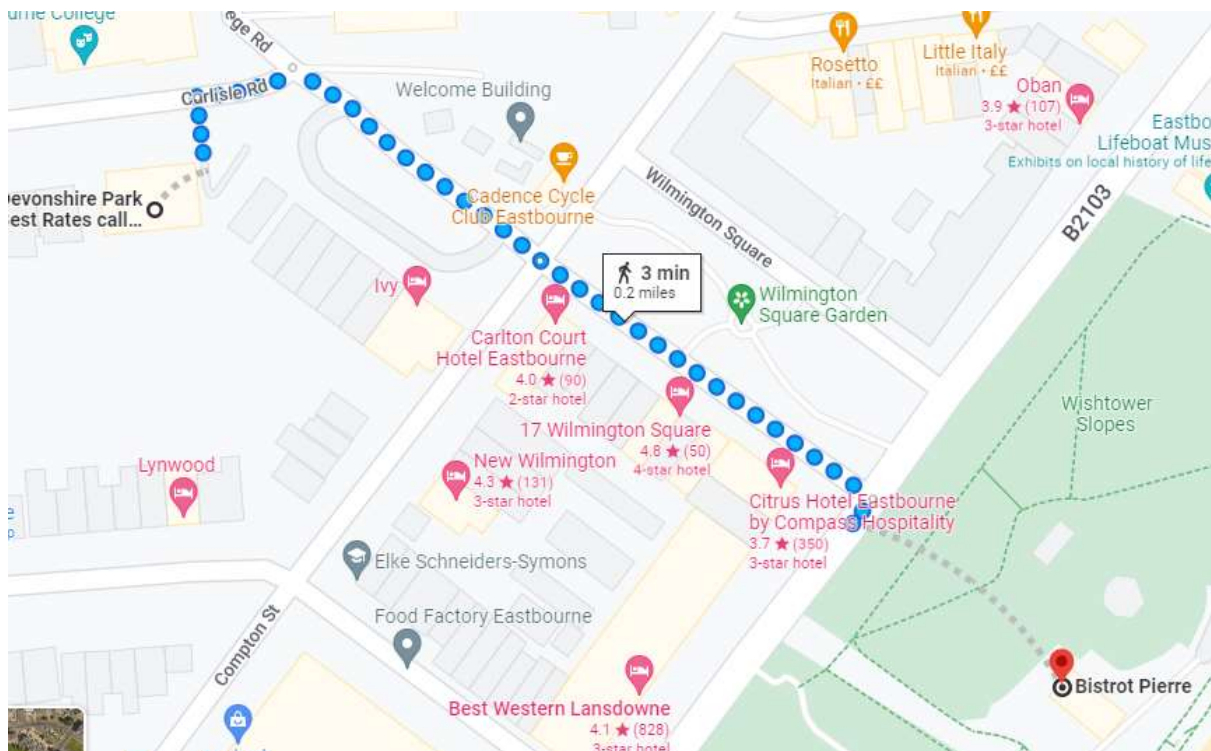 urne College
ege Rd
Carlisle Rd
Devonshire Park
Best Rates call...
Welcome Building
Cadence Cycle
Club Eastbourne
Rosetto
Italian • ££
Little Italy
Italian • ££
Oban
3.9 ★ (107)
3-star hotel
Eastbo
Lifeboat Mus
Exhibits on local history of life
B2103
Wilmington Square
3 min
0.2 miles
Ivy
Wilmington
Square Garden
Carlton Court
Hotel Eastbourne
4.0 ★ (90)
2-star hotel
17 Wilmington Square
4.8 ★ (50)
4-star hotel
Wishtower
Slopes
Lynwood
New Wilmington
4.3 ★ (131)
3-star hotel
Citrus Hotel Eastbourne
by Compass Hospitality
3.7 ★ (350)
3-star hotel
Elke Schneiders-Symons
Food Factory Eastbourne
Compton St
Bistrot Pierre
Best Western Lansdowne
4.1 ★ (828)
3-star hotel